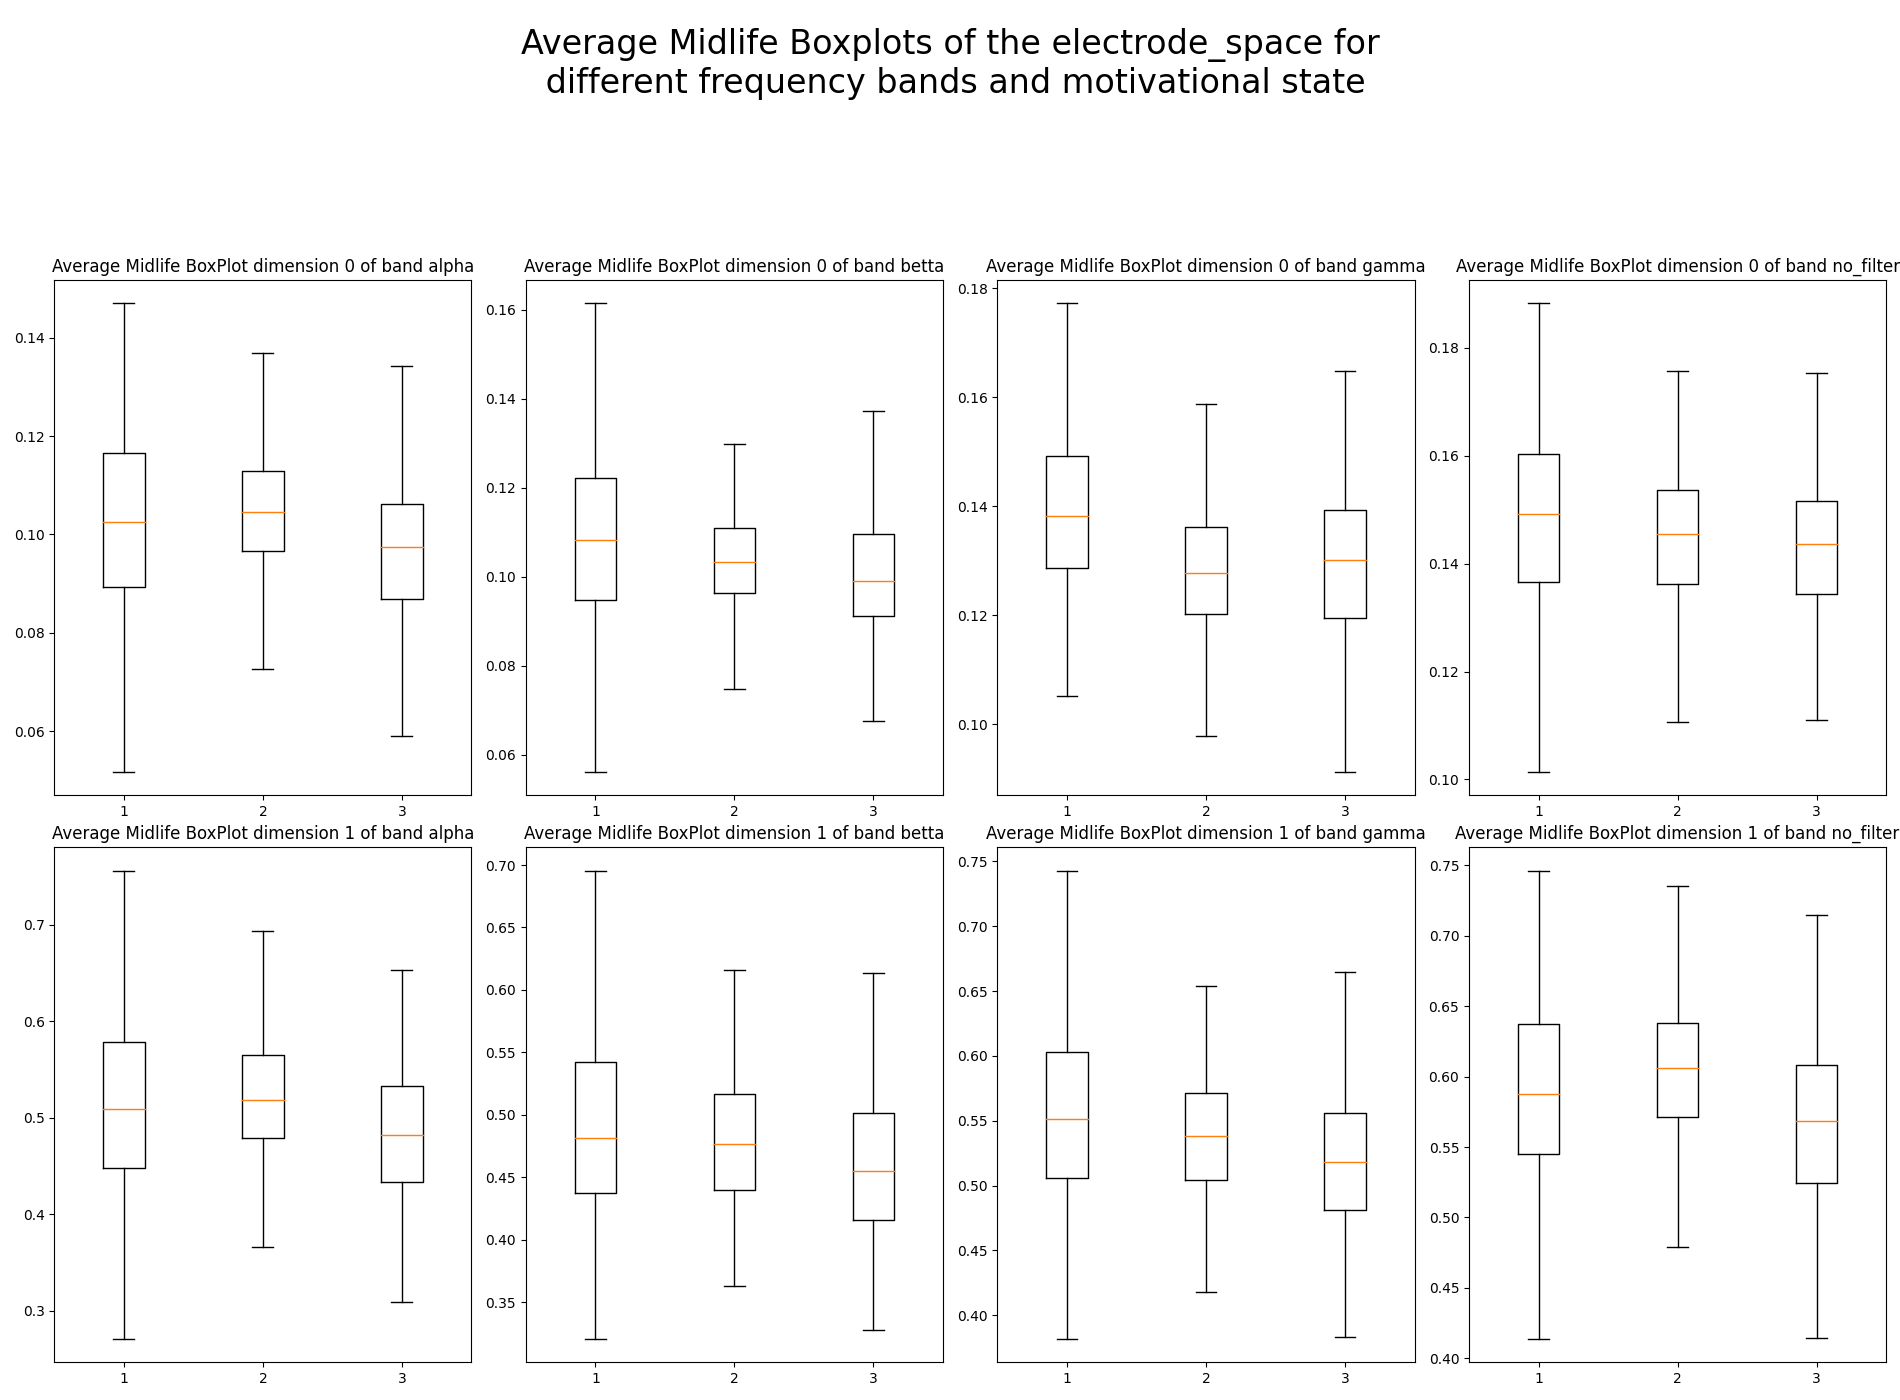 Average Midlife Boxplots of the electrode_space for
different frequency bands and motivational state
Average Midlife BoxPlot dimension 0 of band alpha
0.14
0.12
0.10
0.08
0.06
1 2 3
Average Midlife BoxPlot dimension 0 of band betta
0.16
0.14
0.12
0.10
0.08
0.06
1 2 3
Average Midlife BoxPlot dimension 0 of band gamma
0.18
0.16
0.14
0.12
0.10
1 2 3
Average Midlife BoxPlot dimension 0 of band no_filter
0.18
0.16
0.14
0.12
0.10
1 2 3
Average Midlife BoxPlot dimension 1 of band alpha
0.7
0.6
0.5
0.4
0.3
1 2 3
Average Midlife BoxPlot dimension 1 of band betta
0.70
0.65
0.60
0.55
0.50
0.45
0.40
0.35
1 2 3
Average Midlife BoxPlot dimension 1 of band gamma
0.75
0.70
0.65
0.60
0.55
0.50
0.45
0.40
1 2 3
Average Midlife BoxPlot dimension 1 of band no_filter
0.75
0.70
0.65
0.60
0.55
0.50
0.45
0.40
1 2 3